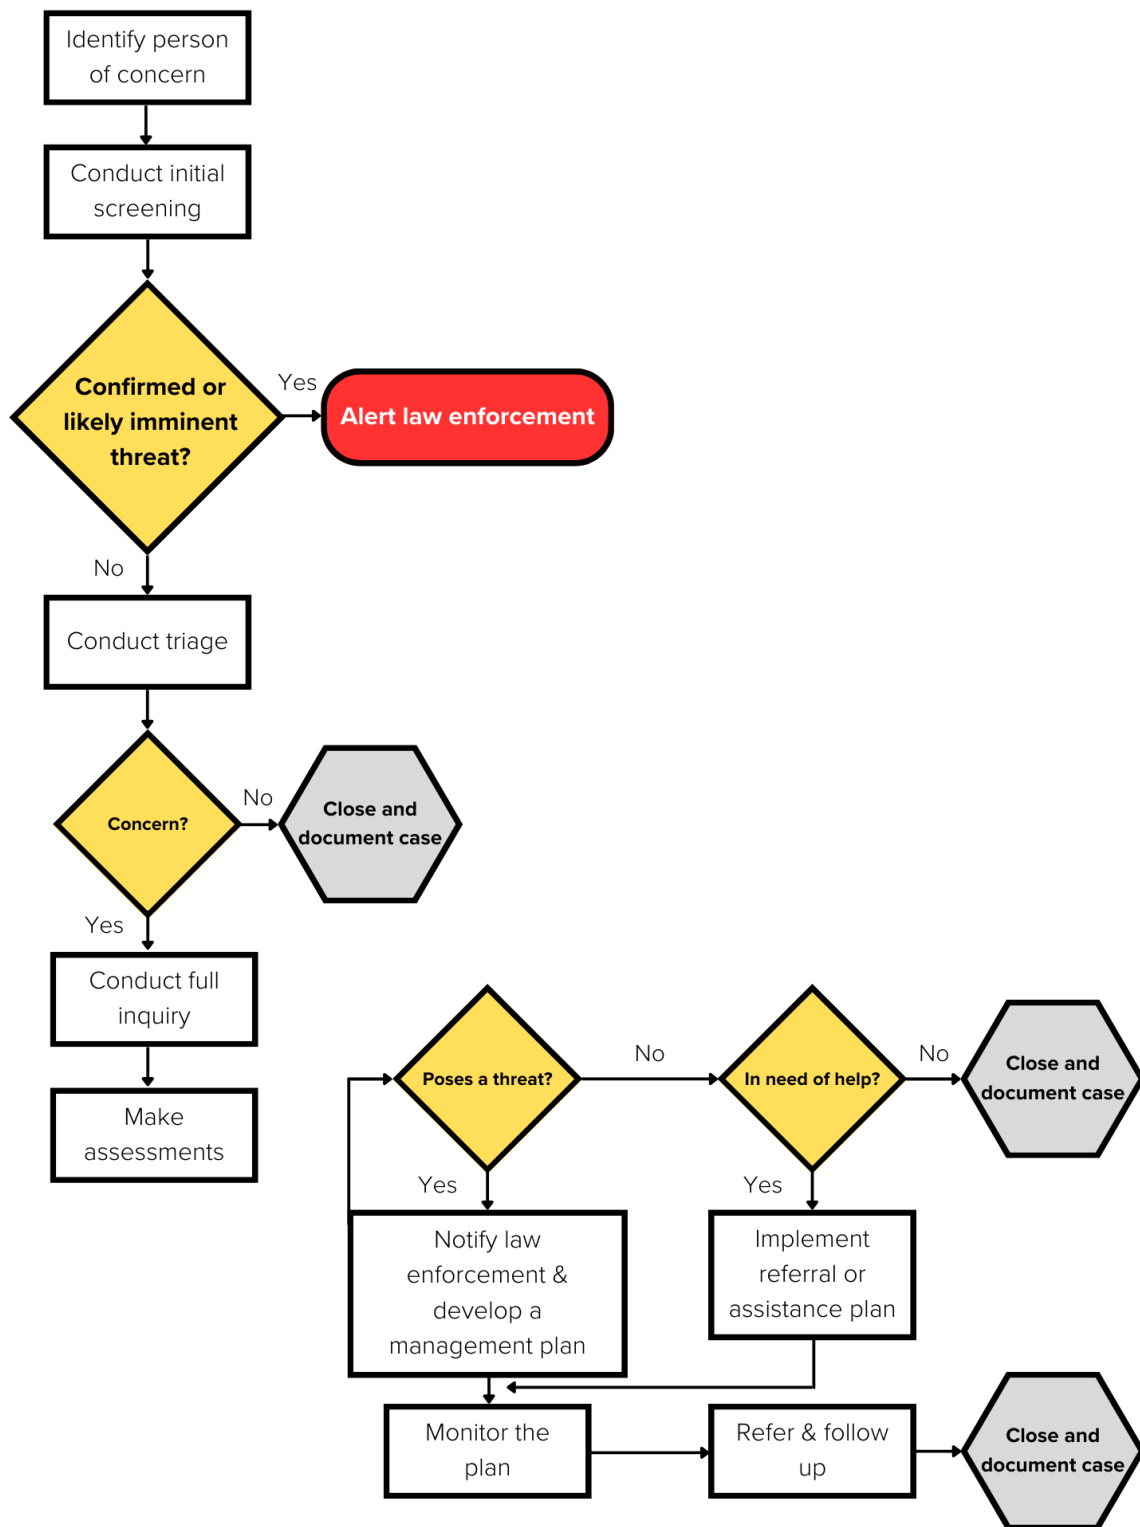 Identify person
of concern
Conduct initial
screening
Confirmed or
likely imminent
threat?
Yes
Alert law enforcement
No
Conduct triage
Concern?
No
Close and
document case
Yes
Conduct full
inquiry
Make
assessments
Poses a threat?
No
In need of help?
No
Close and
document case
Yes
Notify law
enforcement &
develop a
management plan
Yes
Implement
referral or
assistance plan
Monitor the
plan
Refer & follow
up
Close and
document case